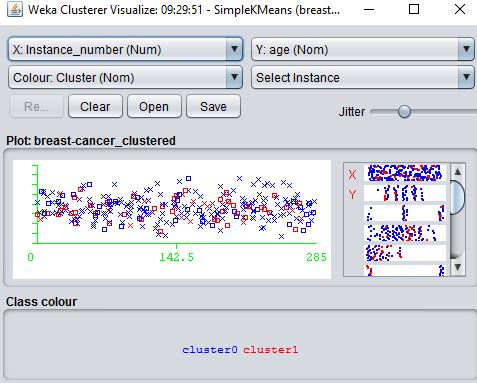 Weka Clusterer Visualize: 09:29:51 - SimpleKMeans (breast...
X: Instance_number (Num) Y: age (Nom)
Colour: Cluster (Nom) Select Instance
Re... Clear Open Save Jitter
Plot: breast-cancer_clustered
X
Y
0 142.5 285
Class colour
cluster0 cluster1